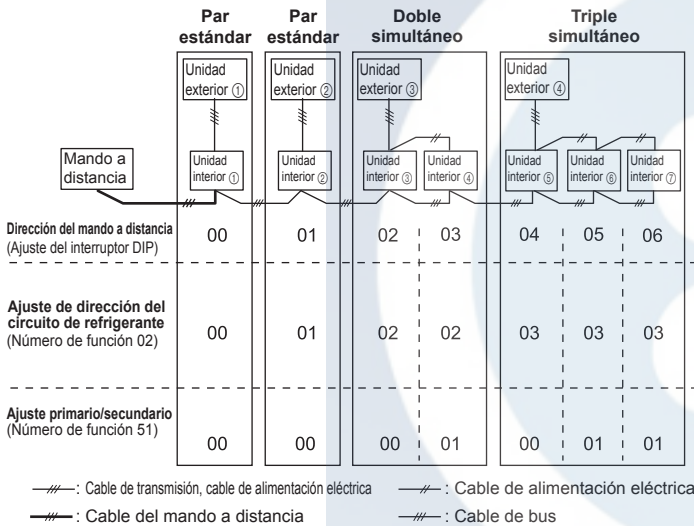 Par estándar
Par estándar
Doble simultáneo
Triple simultáneo
Unidad exterior ①
Unidad exterior ②
Unidad exterior ③
Unidad exterior ④
Mando a distancia
Unidad interior ①
Unidad interior ②
Unidad interior ③
Unidad interior ④
Unidad interior ⑤
Unidad interior ⑥
Unidad interior ⑦
Dirección del mando a distancia
(Ajuste del interruptor DIP)
00 01 02 03 04 05 06
Ajuste de dirección del
circuito de refrigerante
(Número de función 02)
00 01 02 02 03 03 03
Ajuste primario/secundario
(Número de función 51)
00 00 00 01 00 01 01
: Cable de transmisión, cable de alimentación eléctrica
: Cable de alimentación eléctrica
: Cable del mando a distancia
: Cable de bus